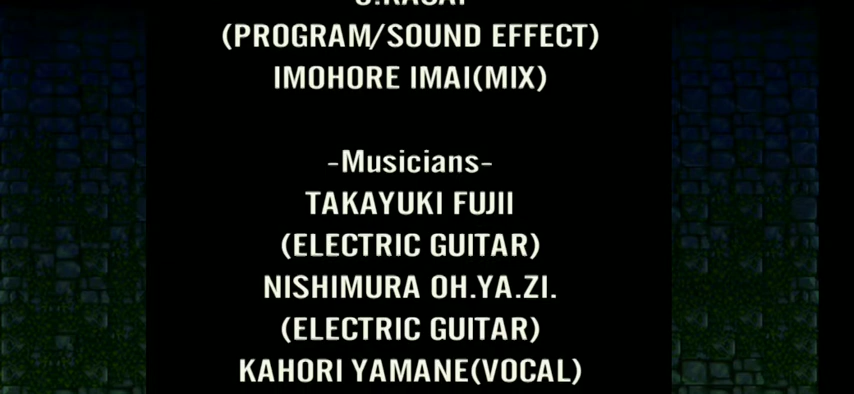 (PROGRAM/SOUND EFFECT)
IMOHORE IMAI(MIX)
-Musicians-
TAKAYUKI FUJII
(ELECTRIC GUITAR)
NISHIMURA OH.YA.ZI.
(ELECTRIC GUITAR)
KAHORI YAMANE(VOCAL)